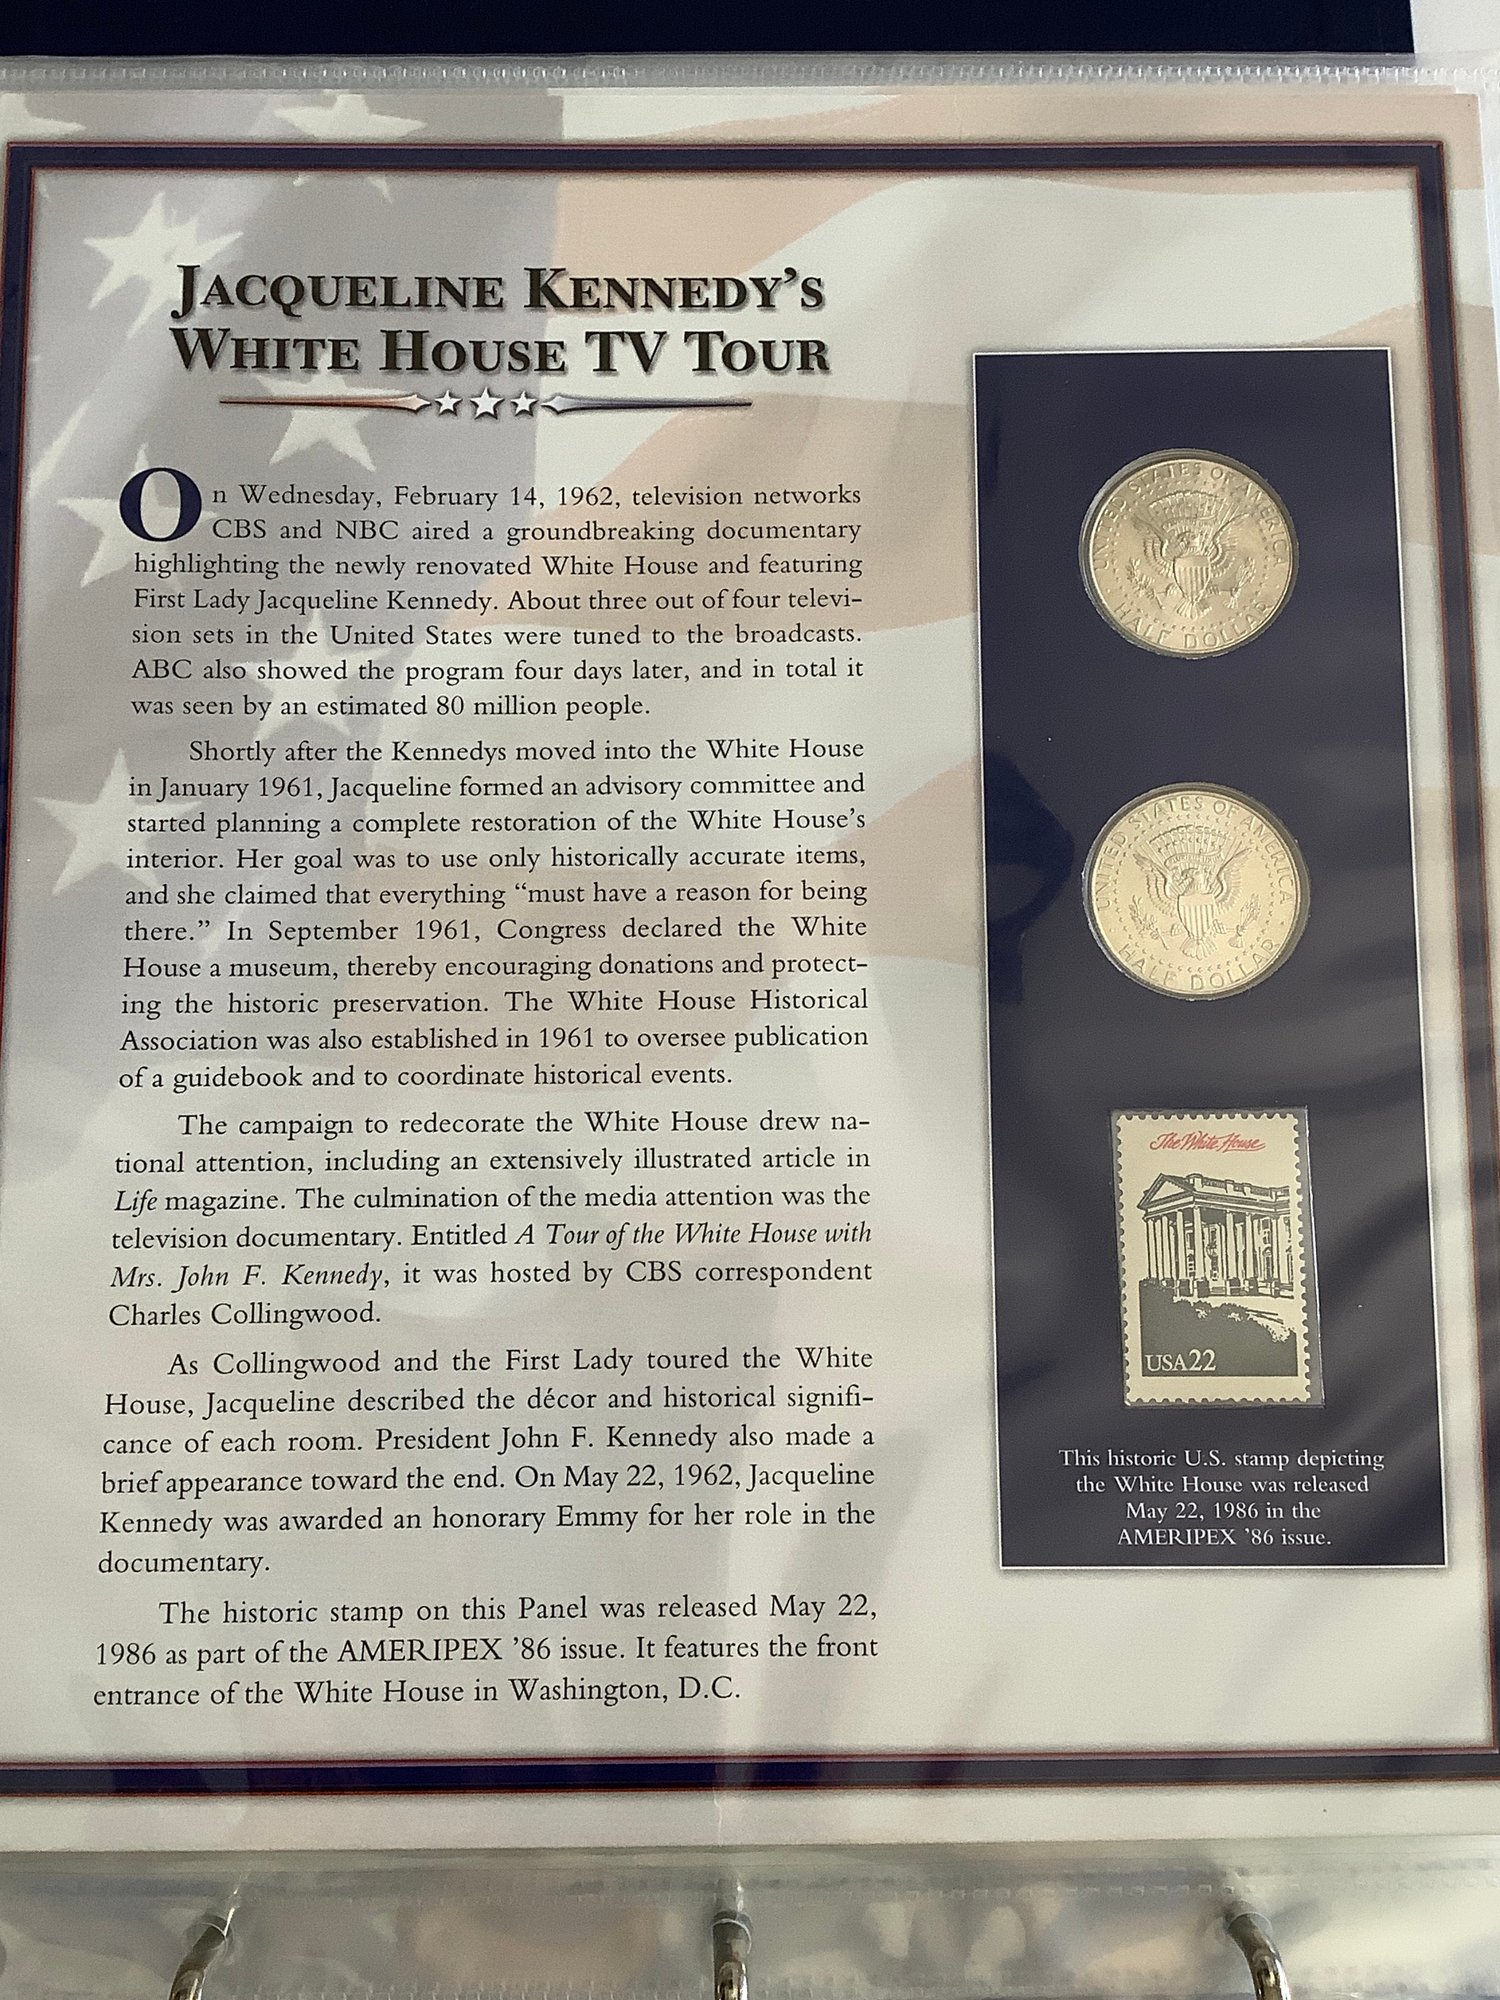 JACQUELINE KENNEDY'S
WHITE HOUSE TV TOUR
On Wednesday, February 14, 1962, television networks
CBS and NBC aired a groundbreaking documentary
highlighting the newly renovated White House and featuring
First Lady Jacqueline Kennedy. About three out of four televi-
sion sets in the United States were tuned to the broadcasts.
ABC also showed the program four days later, and in total it
was seen by an estimated 80 million people.
Shortly after the Kennedys moved into the White House
in January 1961, Jacqueline formed an advisory committee and
started planning a complete restoration of the White House's
interior. Her goal was to use only historically accurate items,
and she claimed that everything “must have a reason for being
there.” In September 1961, Congress declared the White
House a museum, thereby encouraging donations and protect-
ing the historic preservation. The White House Historical
Association was also established in 1961 to oversee publication
of a guidebook and to coordinate historical events.
The campaign to redecorate the White House drew na-
tional attention, including an extensively illustrated article in
Life magazine. The culmination of the media attention was the
television documentary. Entitled A Tour of the White House with
Mrs. John F. Kennedy, it was hosted by CBS correspondent
Charles Collingwood.
As Collingwood and the First Lady toured the White
House, Jacqueline described the décor and historical signifi-
cance of each room. President John F. Kennedy also made a
brief appearance toward the end. On May 22, 1962, Jacqueline
Kennedy was awarded an honorary Emmy for her role in the
documentary.
The historic stamp on this Panel was released May 22,
1986 as part of the AMERIPEX '86 issue. It features the front
entrance of the White House in Washington, D.C.
UNITED STATES OF AMERICA
HALF DOLLAR
UNITED STATES OF AMERICA
HALF DOLLAR
The White House
USA22
This historic U.S. stamp depicting
the White House was released
May 22, 1986 in the
AMERIPEX '86 issue.